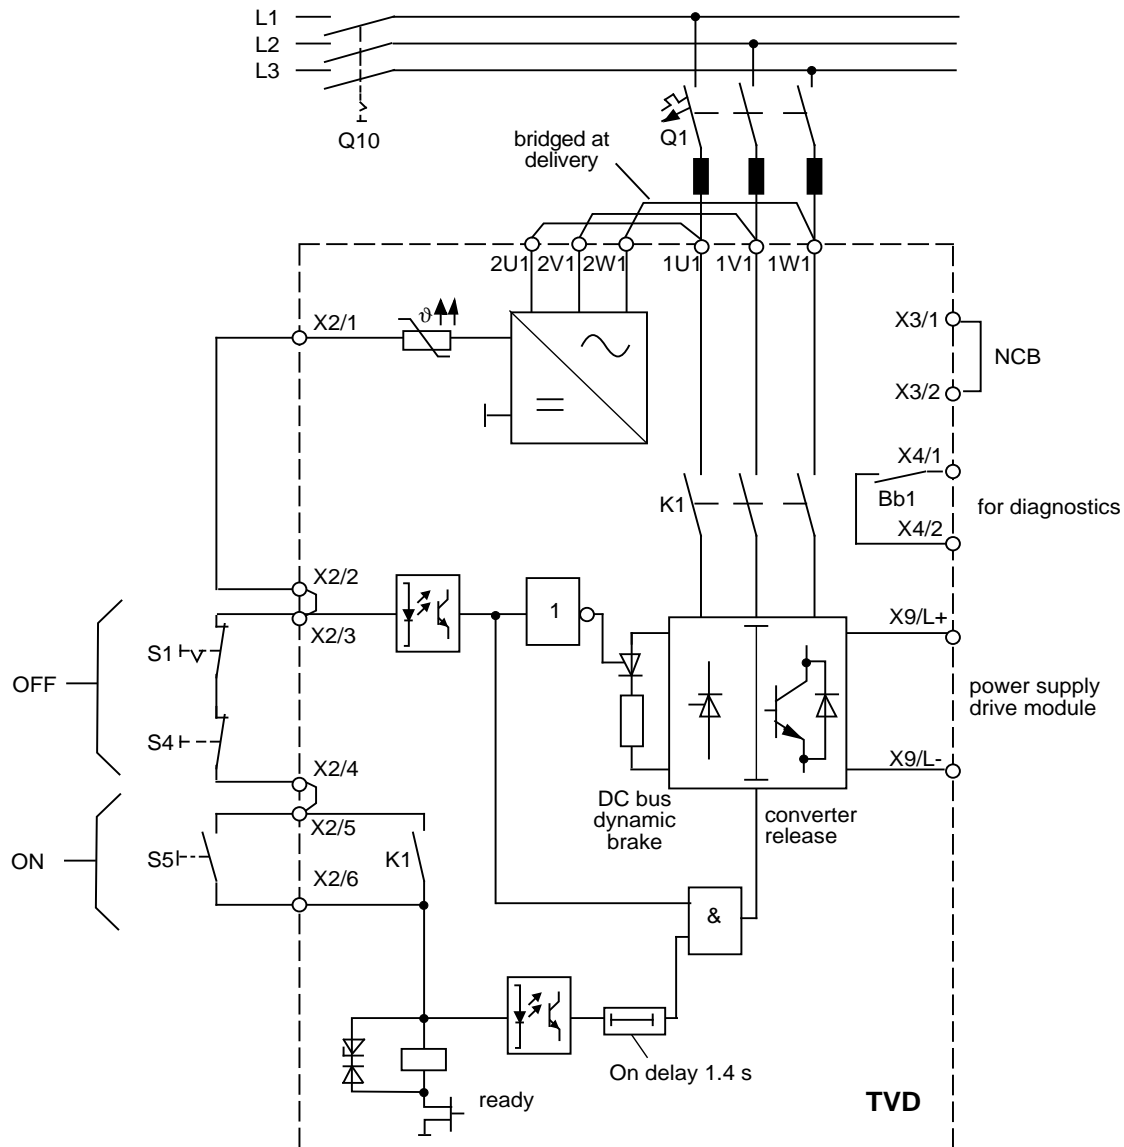 L1
L2
L3
Q10
Q1
bridged at
delivery
2U1 2V1 2W1 1U1 1V1 1W1
X2/1
ϑ
X3/1
NCB
X3/2
X4/1
K1
Bb1
for diagnostics
X4/2
X2/2
1
X9/L+
X2/3
S1
OFF
power supply
drive module
S4
X2/4
X9/L-
DC bus
dynamic
brake
converter
release
X2/5
ON
S5
K1
X2/6
&
On delay 1.4 s
ready
TVD